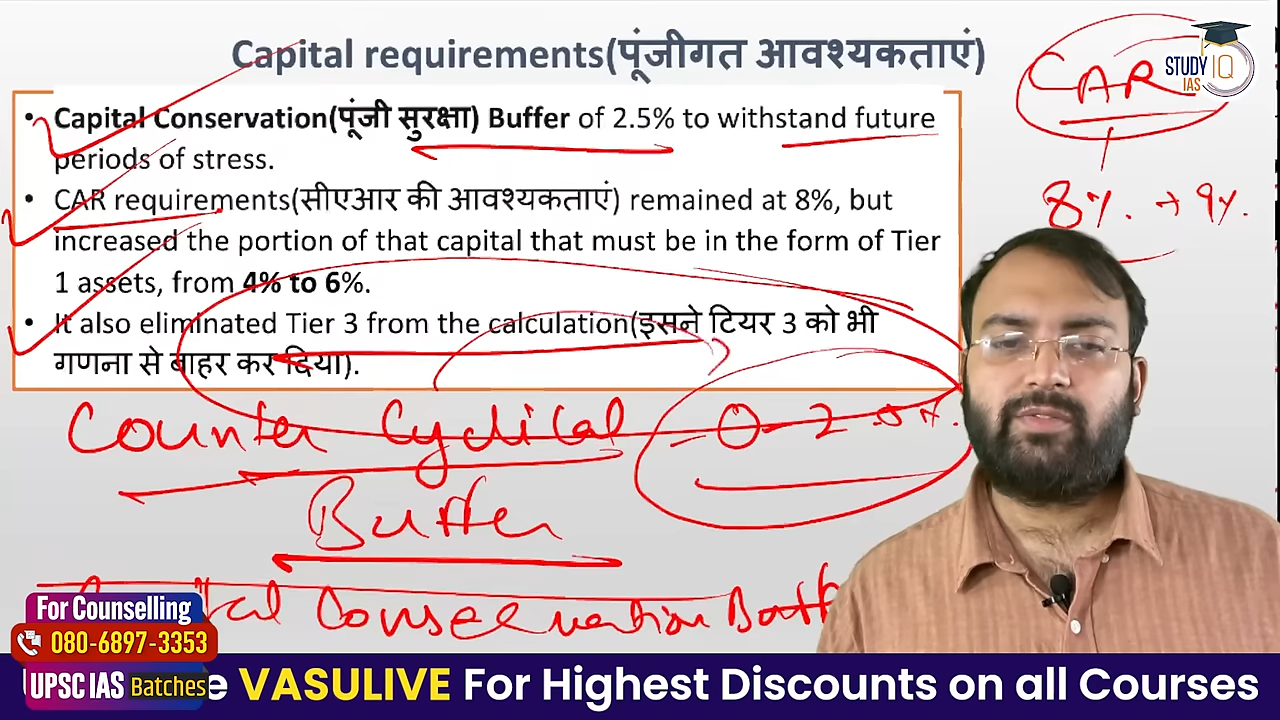 Capital requirements(पूंजीगत आवश्यकताएं)
CAR
STUDY IQ
IAS
• Capital Conservation(पूंजी सुरक्षा) Buffer of 2.5% to withstand future
periods of stress.
8% → 9%.
• CAR requirements(सीएआर की आवश्यकताएं) remained at 8%, but
increased the portion of that capital that must be in the form of Tier
1 assets, from 4% to 6%.
• It also eliminated Tier 3 from the calculation(इसने टियर 3 को भी
गणना से बाहर कर दिया).
Counter Cyclical - 0-2.5%.
Buffer
Conservation
For Counselling
080-6897-3353
UPSC IAS Batches
e VASULIVE For Highest Discounts on all Courses